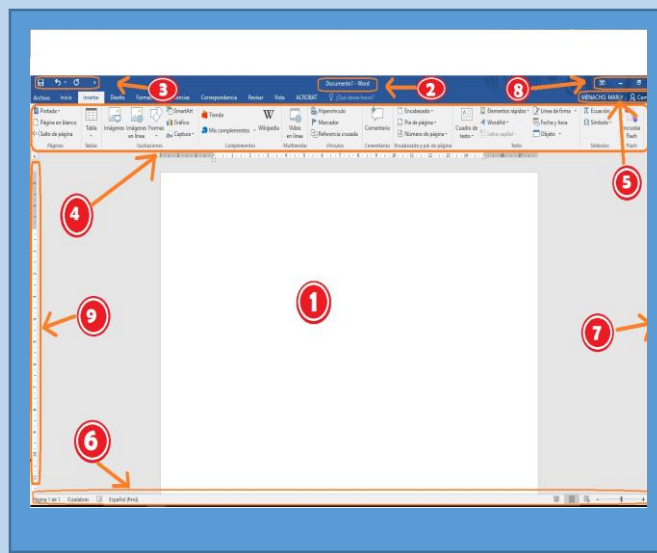 3
Documento1 - Word
2
8
Archivo Inicio Insertar Diseño Correspondencia Revisar Vista ACROBAT ¿Qué desea hacer?
MENACHO, MARLY
Portada
Página en blanco
Salto de página
Páginas
Tabla
Tablas
Imágenes Imágenes Formas
en línea
SmartArt
Gráfico
Captura
Ilustraciones
Tienda
Mis complementos
Wikipedia
Complementos
Vídeo
en línea
Multimedia
Hipervínculo
Marcador
Referencia cruzada
Vínculos
Comentario
Comentarios
Encabezado
Pie de página
Número de página
Encabezado y pie de página
Cuadro de
texto
Elementos rápidos
WordArt
Letra capital
Línea de firma
Fecha y hora
Objeto
Texto
Ecuación
Símbolo
Símbolos
Flash
Flash
4
5
1
9
7
6
Página 1 de 1 0 palabras Español (Perú)